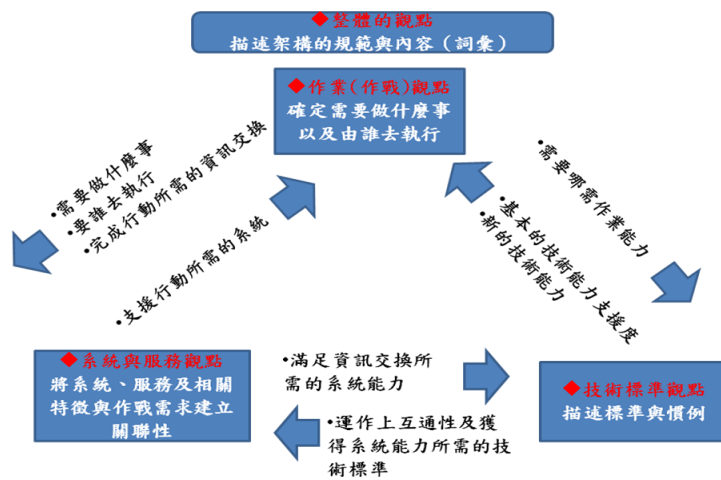 ◆整體的觀點
描述架構的規範與內容（詞彙）
◆作業(作戰)觀點
確定需要做什麼事
以及由誰去執行
•需要做什麼事
•要誰去執行
•完成行動所需的資訊交換
•支援行動所需的系統
•需要哪需作業能力
•基本的技術能力支援度
•新的技術能力
◆系統與服務觀點
將系統、服務及相關
特徵與作戰需求建立
關聯性
•滿足資訊交換所
需的系統能力
•運作上互通性及獲
得系統能力所需的技
術標準
◆技術標準觀點
描述標準與慣例